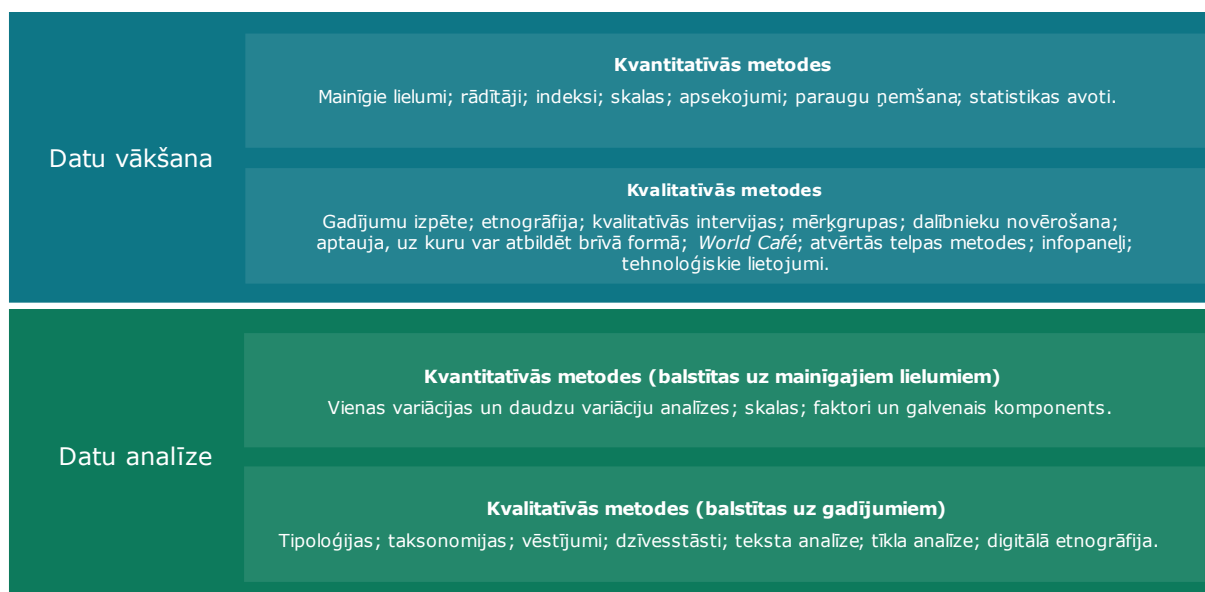 Datu vākšana
Kvantitatīvās metodes
Mainīgie lielumi; rādītāji; indeksi; skalas; apsekojumi; paraugu ņemšana; statistikas avoti.
Kvalitatīvās metodes
Gadījumu izpēte; etnogrāfija; kvalitatīvās intervijas; mērķgrupas; dalībnieku novērošana;
aptauja, uz kuru var atbildēt brīvā formā; World Café; atvērtās telpas metodes; infopaneļi;
tehnoloģiskie lietojumi.
Datu analīze
Kvantitatīvās metodes (balstītas uz mainīgajiem lielumiem)
Vienas variācijas un daudzu variāciju analīzes; skalas; faktori un galvenais komponents.
Kvalitatīvās metodes (balstītas uz gadījumiem)
Tipoloģijas; taksonomijas; vēstījumi; dzīvesstāsti; teksta analīze; tīkla analīze; digitālā etnogrāfija.